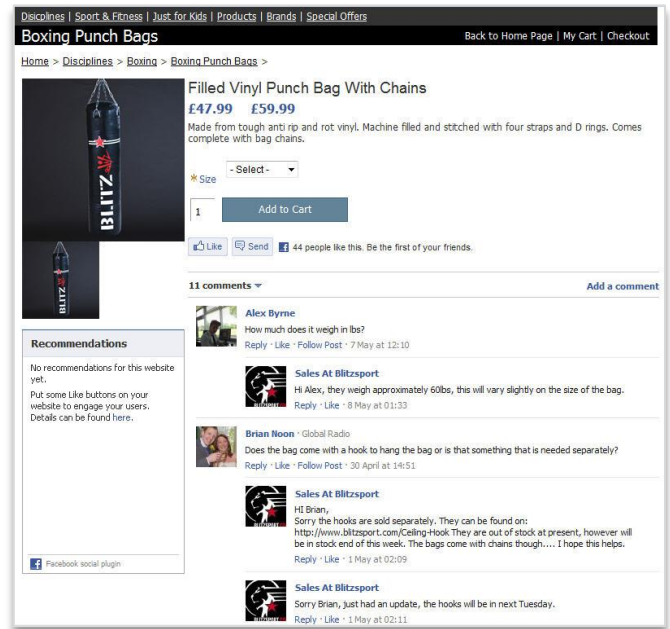 Disicplines | Sport & Fitness | Just for Kids | Products | Brands | Special Offers
Boxing Punch Bags
Back to Home Page | My Cart | Checkout
Home > Disciplines > Boxing > Boxing Punch Bags >
Filled Vinyl Punch Bag With Chains
£47.99 £59.99
Made from tough anti rip and rot vinyl. Machine filled and stitched with four straps and D rings. Comes
complete with bag chains.
* Size
- Select -
1
Add to Cart
Like
Send
44 people like this. Be the first of your friends.
BLITZ
BLITZ
11 comments
Add a comment
Alex Byrne
How much does it weigh in lbs?
Reply · Like · Follow Post · 7 May at 12:10
Sales At Blitzsport
Hi Alex, they weigh approximately 60lbs, this will vary slightly on the size of the bag.
Reply · Like · 8 May at 01:33
Brian Noon · Global Radio
Does the bag come with a hook to hang the bag or is that something that is needed separately?
Reply · Like · Follow Post · 30 April at 14:51
Sales At Blitzsport
HI Brian,
Sorry the hooks are sold separately. They can be found on:
http://www.blitzsport.com/Ceiling-Hook They are out of stock at present, however will
be in stock end of this week. The bags come with chains though.... I hope this helps.
Reply · Like · 1 May at 02:09
Sales At Blitzsport
Sorry Brian, just had an update, the hooks will be in next Tuesday.
Reply · Like · 1 May at 02:11
Recommendations
No recommendations for this website
yet.
Put some Like buttons on your
website to engage your users.
Details can be found here.
Facebook social plugin